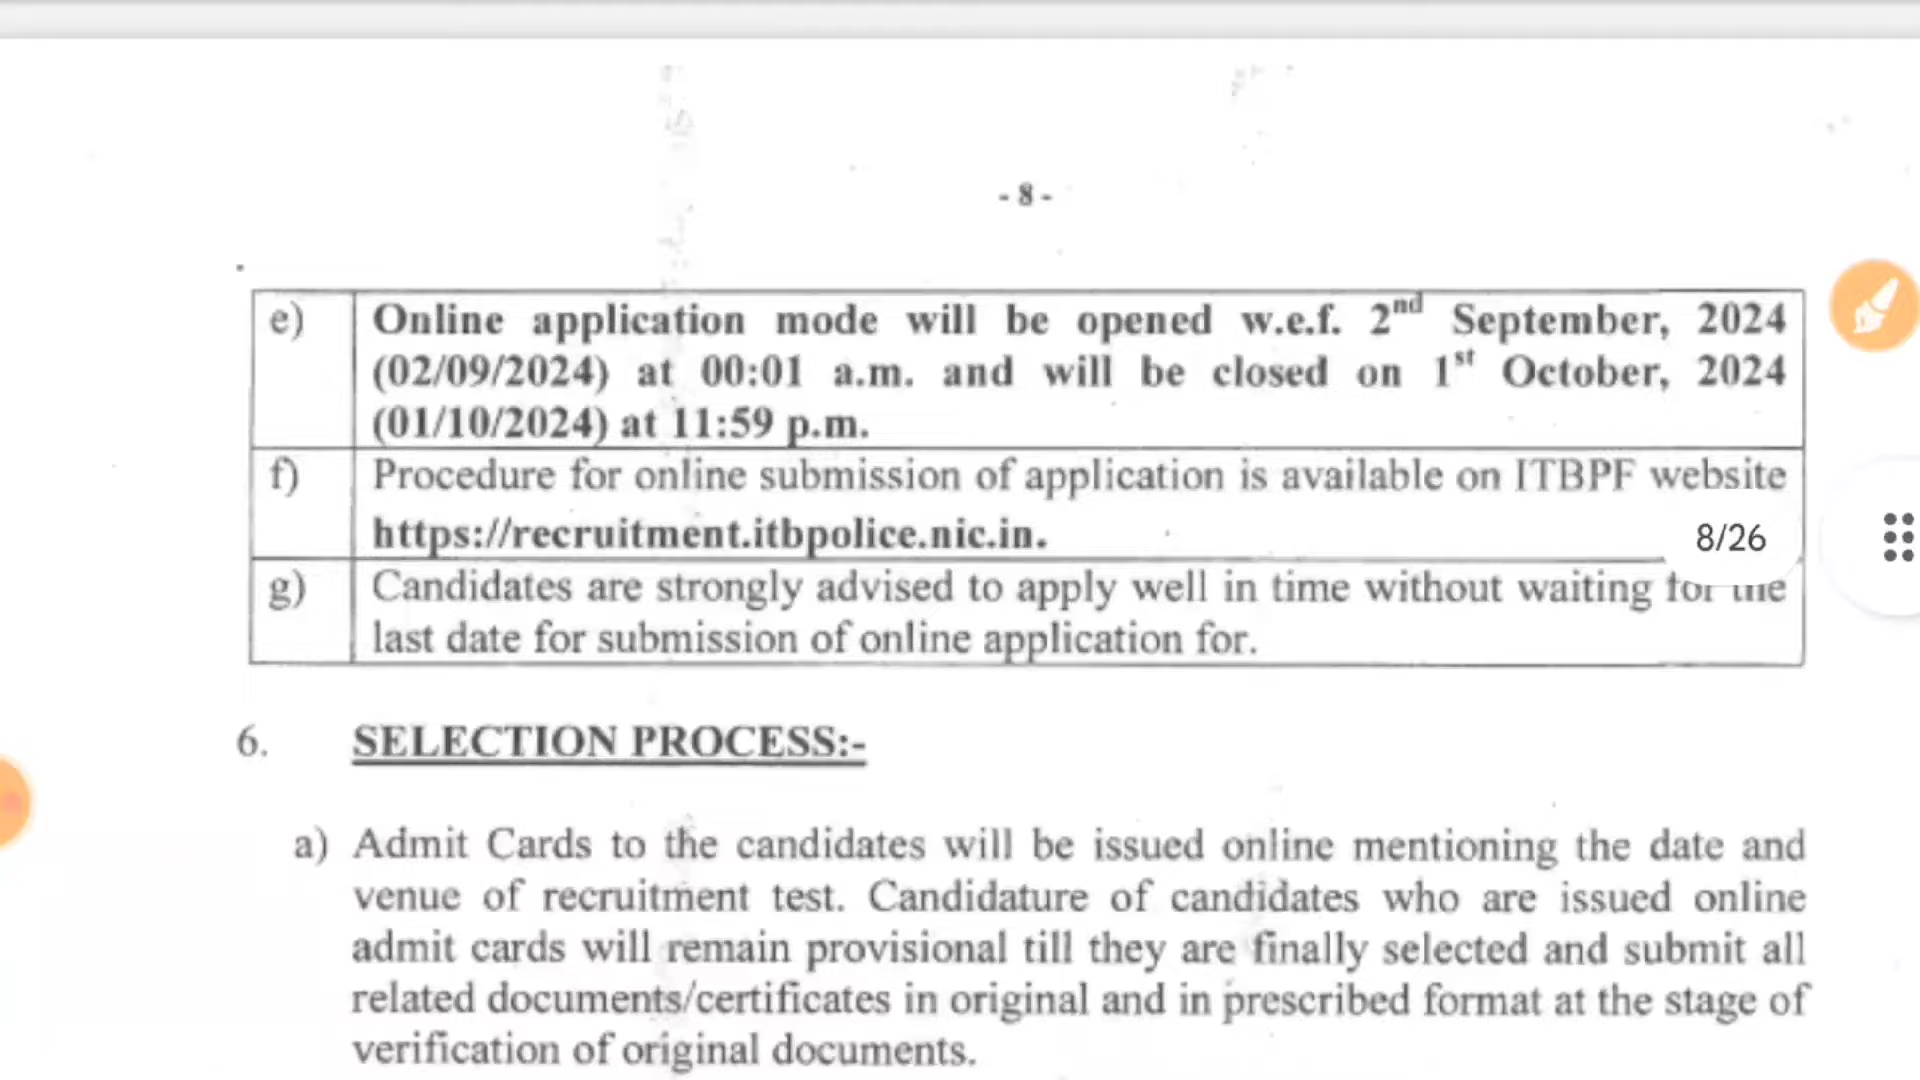 - 8 -
e) Online application mode will be opened w.e.f. 2nd September, 2024
(02/09/2024) at 00:01 a.m. and will be closed on 1st October, 2024
(01/10/2024) at 11:59 p.m.
f) Procedure for online submission of application is available on ITBPF website
https://recruitment.itbpolice.nic.in.
8/26
g) Candidates are strongly advised to apply well in time without waiting for the
last date for submission of online application for.
6. SELECTION PROCESS:-
a) Admit Cards to the candidates will be issued online mentioning the date and
venue of recruitment test. Candidature of candidates who are issued online
admit cards will remain provisional till they are finally selected and submit all
related documents/certificates in original and in prescribed format at the stage of
verification of original documents.